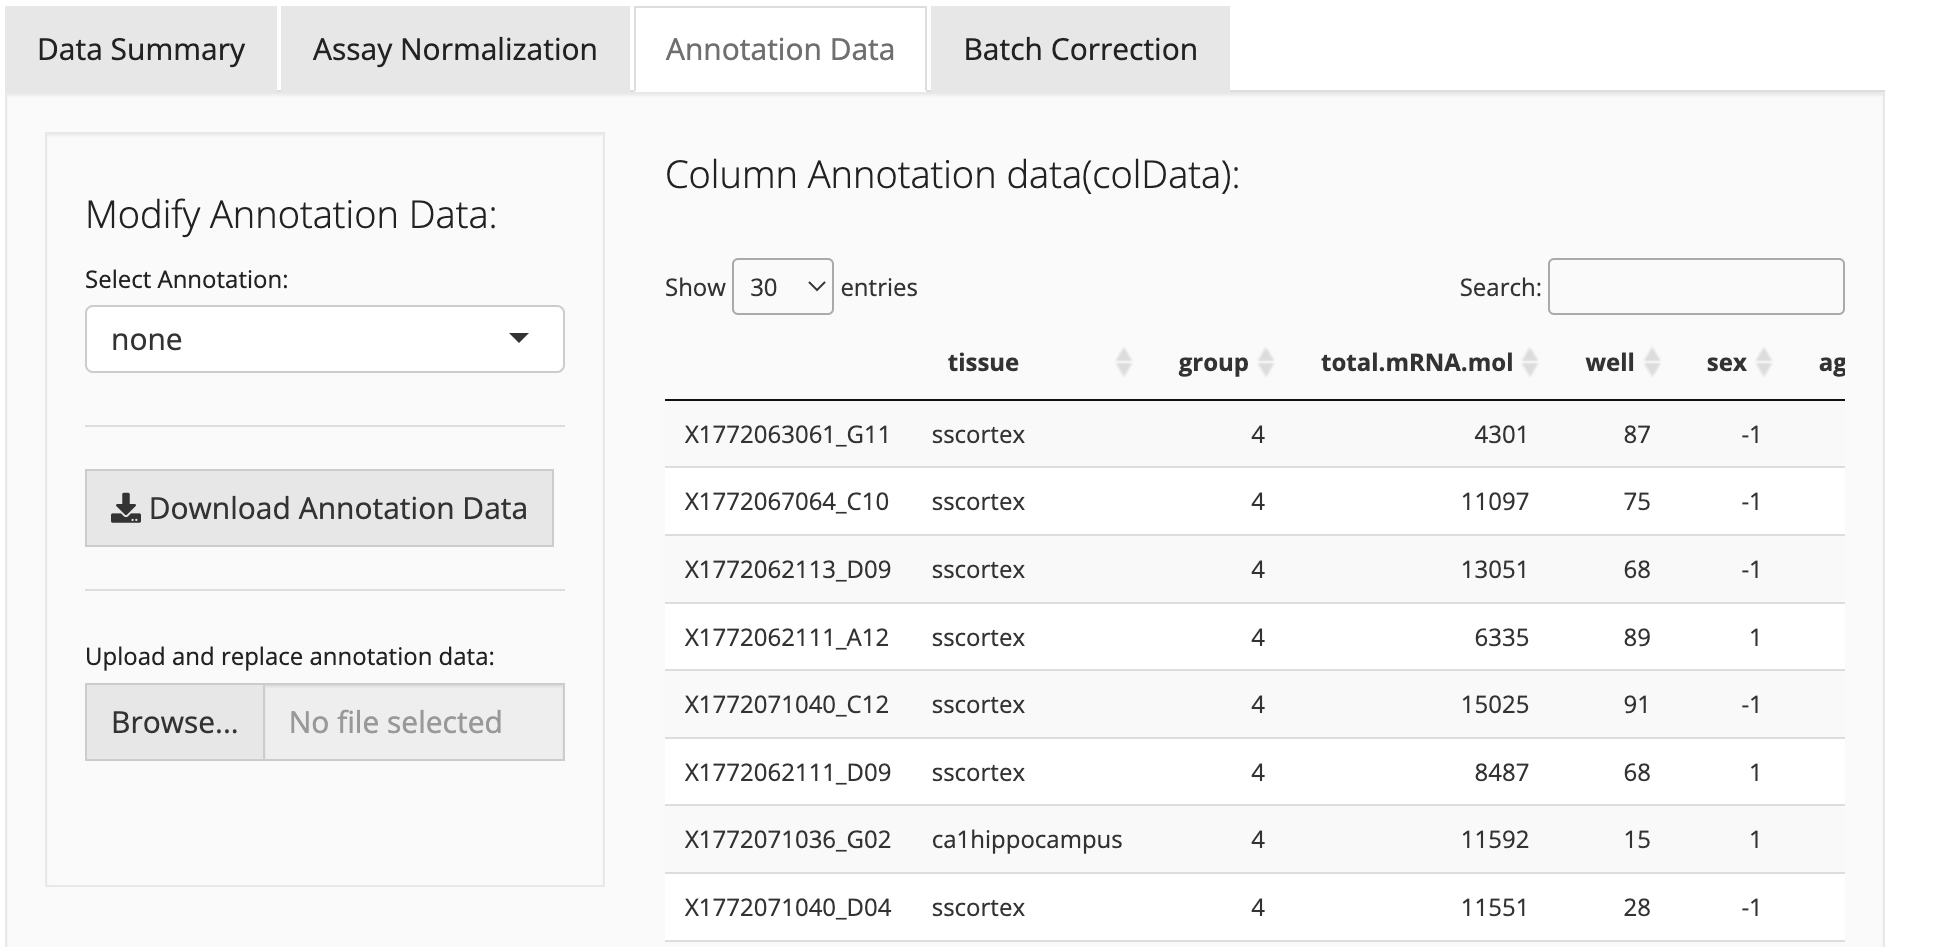 Data Summary Assay Normalization Annotation Data Batch Correction
Modify Annotation Data:
Select Annotation:
none
Download Annotation Data
Upload and replace annotation data:
Browse... No file selected
Column Annotation data(colData):
Show 30 entries Search:
tissue group total.mRNA.mol well sex ag
X1772063061_G11 sscortex 4 4301 87 -1
X1772067064_C10 sscortex 4 11097 75 -1
X1772062113_D09 sscortex 4 13051 68 -1
X1772062111_A12 sscortex 4 6335 89 1
X1772071040_C12 sscortex 4 15025 91 -1
X1772062111_D09 sscortex 4 8487 68 1
X1772071036_G02 ca1hippocampus 4 11592 15 1
X1772071040_D04 sscortex 4 11551 28 -1